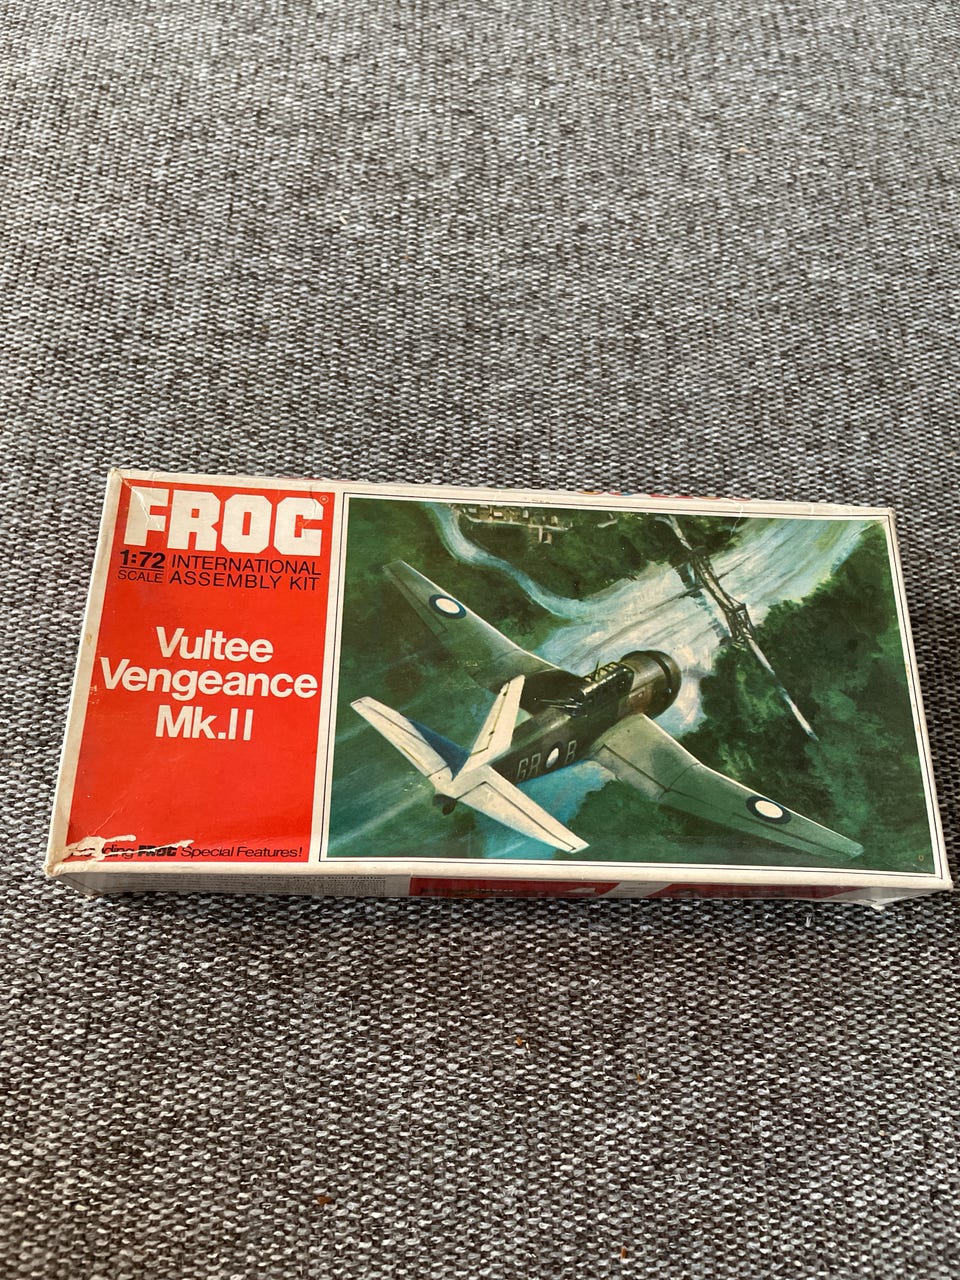 FROG®
1:72 INTERNATIONAL
SCALE ASSEMBLY KIT
Vultee
Vengeance
Mk.II
FROG Special Features!
GR B